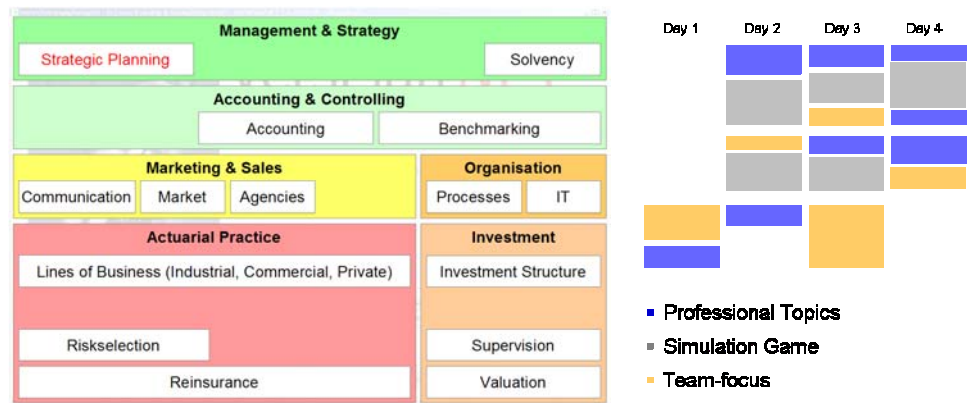 Management & Strategy
Strategic Planning
Solvency
Accounting & Controlling
Accounting
Benchmarking
Marketing & Sales
Communication
Market
Agencies
Organisation
Processes
IT
Actuarial Practice
Lines of Business (Industrial, Commercial, Private)
Riskselection
Reinsurance
Investment
Investment Structure
Supervision
Valuation
Day 1
Day 2
Day 3
Day 4
Professional Topics
Simulation Game
Team-focus